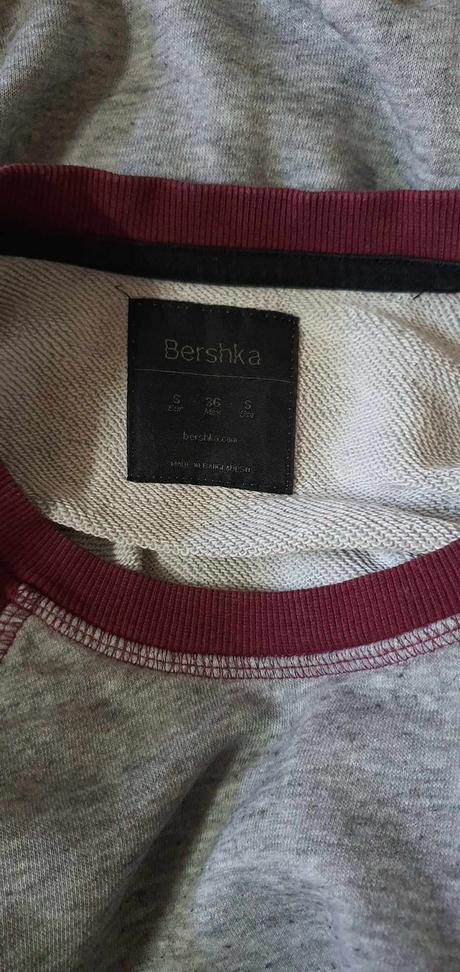 Bershka
S 36 S
Eur Mex Usa
bershka.com
MADE IN BANGLADESH